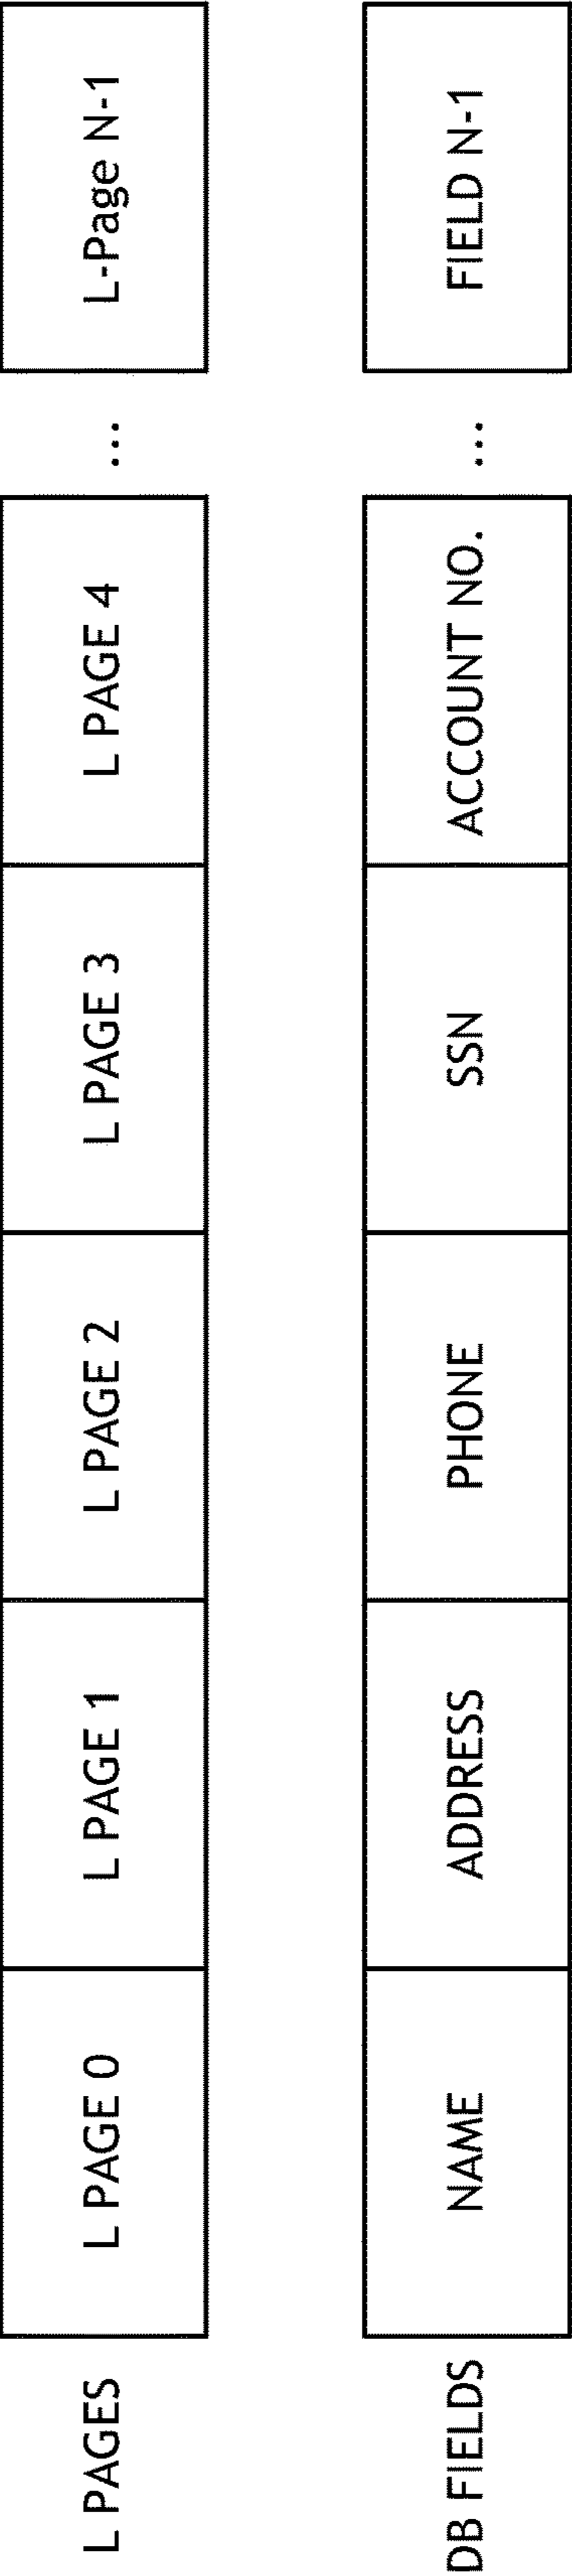 L PAGES
L PAGE 0
L PAGE 1
L PAGE 2
L PAGE 3
L PAGE 4
...
L-Page N-1
DB FIELDS
NAME
ADDRESS
PHONE
SSN
ACCOUNT NO.
...
FIELD N-1